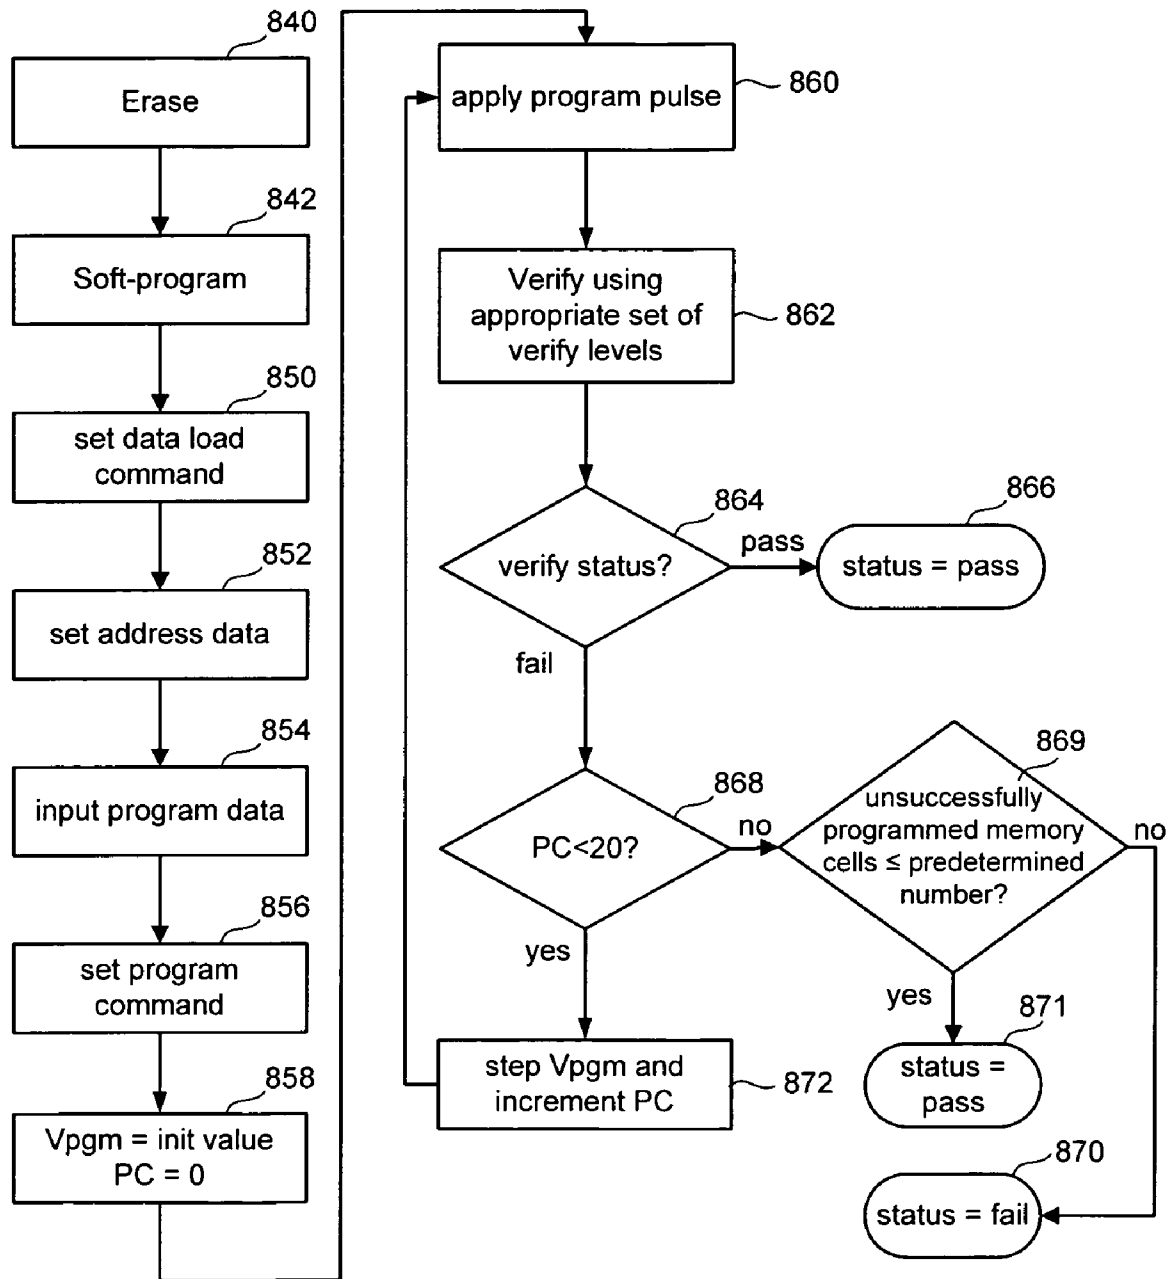 840
Erase
842
Soft-program
850
set data load
command
852
set address data
854
input program data
856
set program
command
858
Vpgm = init value
PC = 0
apply program pulse
860
Verify using
appropriate set of
verify levels
862
864
verify status?
pass
866
status = pass
fail
868
PC<20?
no
869
unsuccessfully
programmed memory
cells ≤ predetermined
number?
no
yes
step Vpgm and
increment PC
872
yes
871
status =
pass
870
status = fail